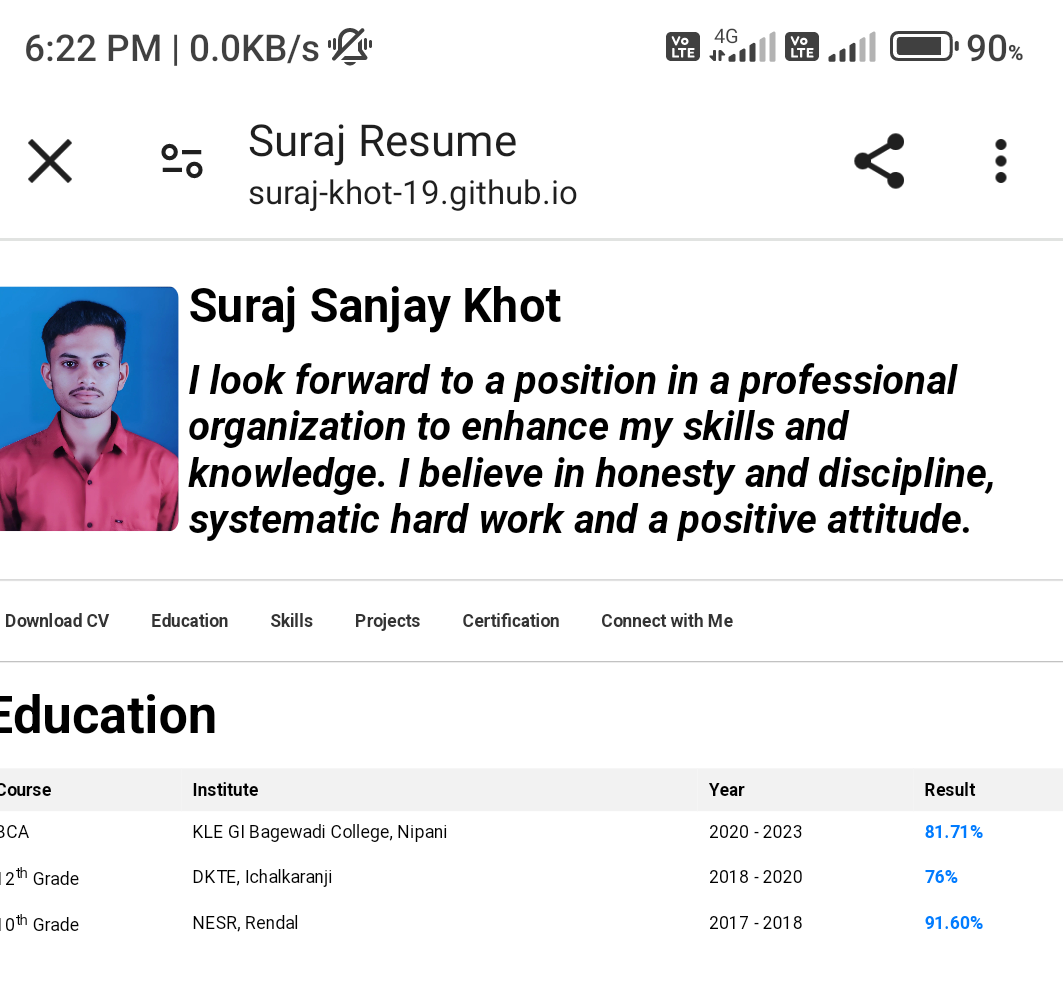 6:22 PM | 0.0KB/s Vo LTE 4G Vo LTE 90%
Suraj Resume
suraj-khot-19.github.io
Suraj Sanjay Khot
I look forward to a position in a professional
organization to enhance my skills and
knowledge. I believe in honesty and discipline,
systematic hard work and a positive attitude.
Download CV Education Skills Projects Certification Connect with Me
Education
Course Institute Year Result
BCA KLE GI Bagewadi College, Nipani 2020 - 2023 81.71%
12th Grade DKTE, Ichalkaranji 2018 - 2020 76%
10th Grade NESR, Rendal 2017 - 2018 91.60%